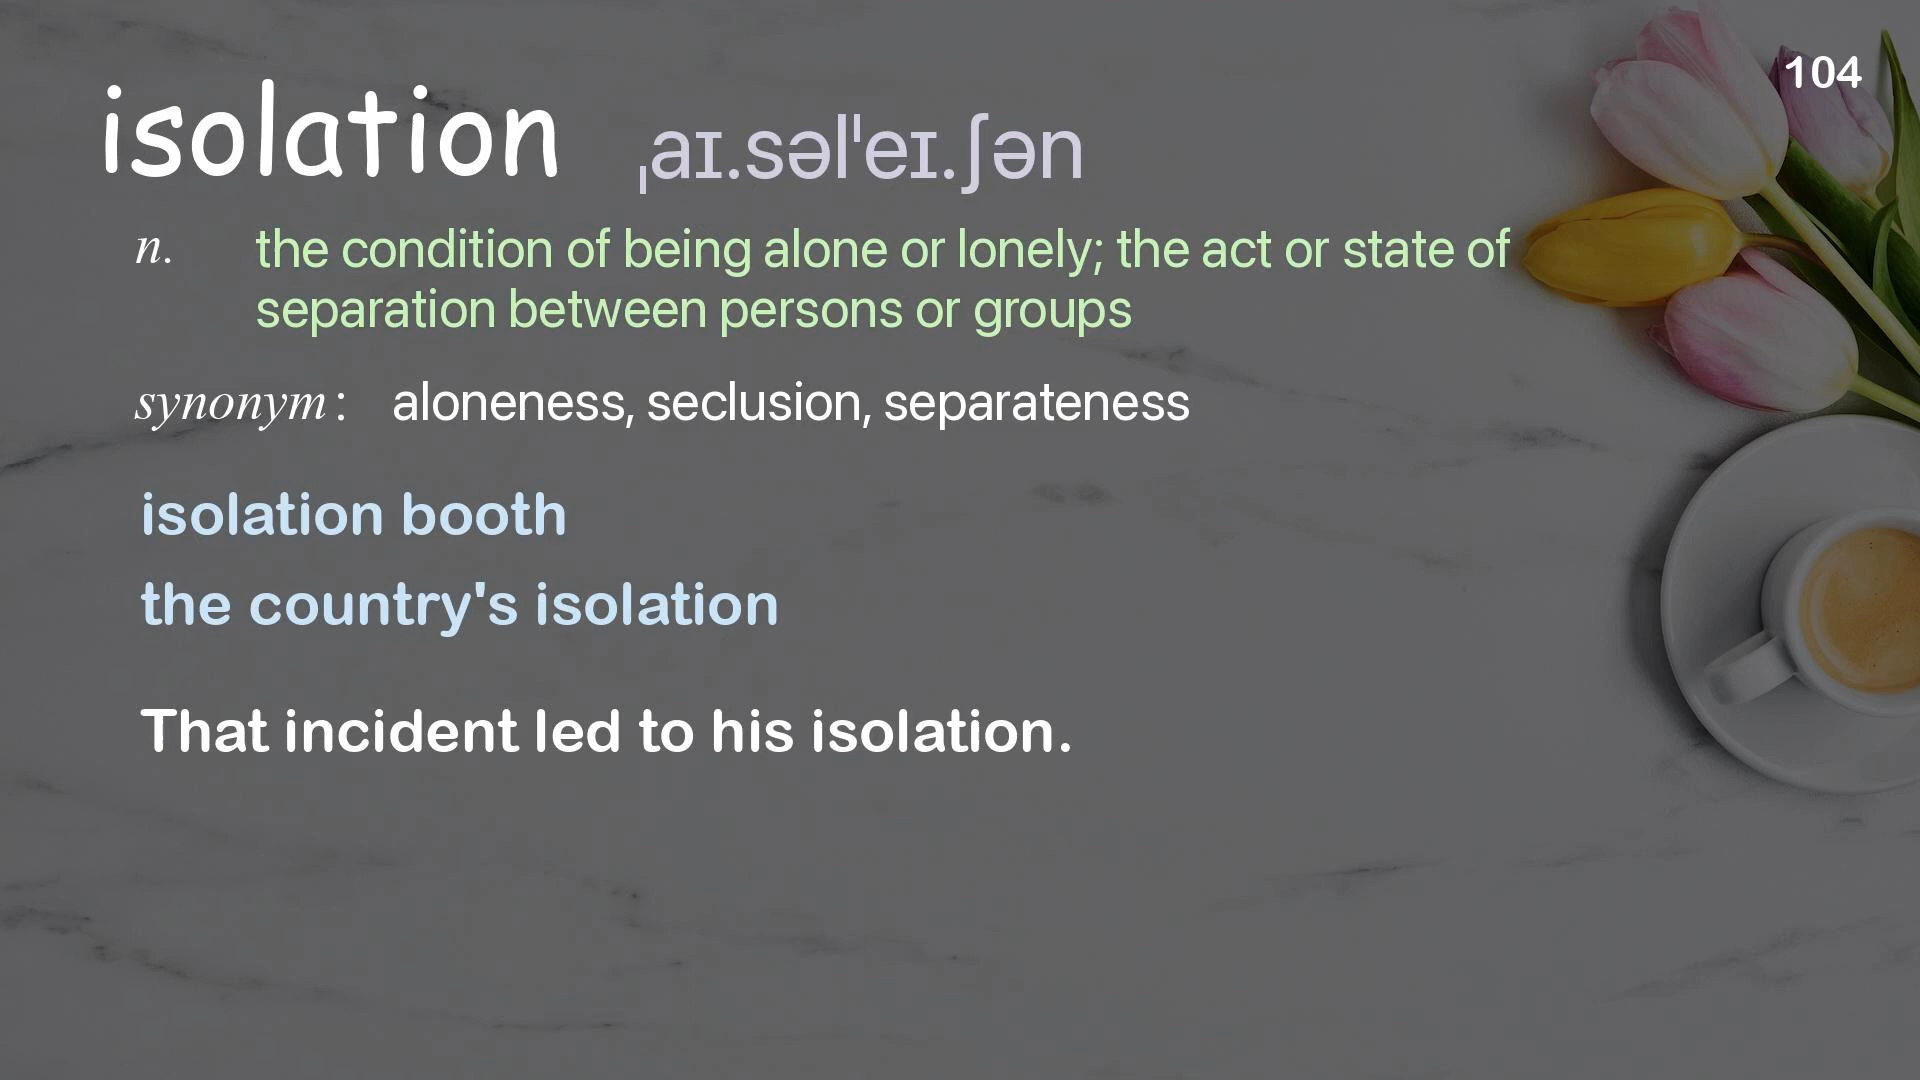 104
isolation ˌaɪ.səlˈeɪ.ʃən
n. the condition of being alone or lonely; the act or state of
separation between persons or groups
synonym: aloneness, seclusion, separateness
isolation booth
the country's isolation
That incident led to his isolation.